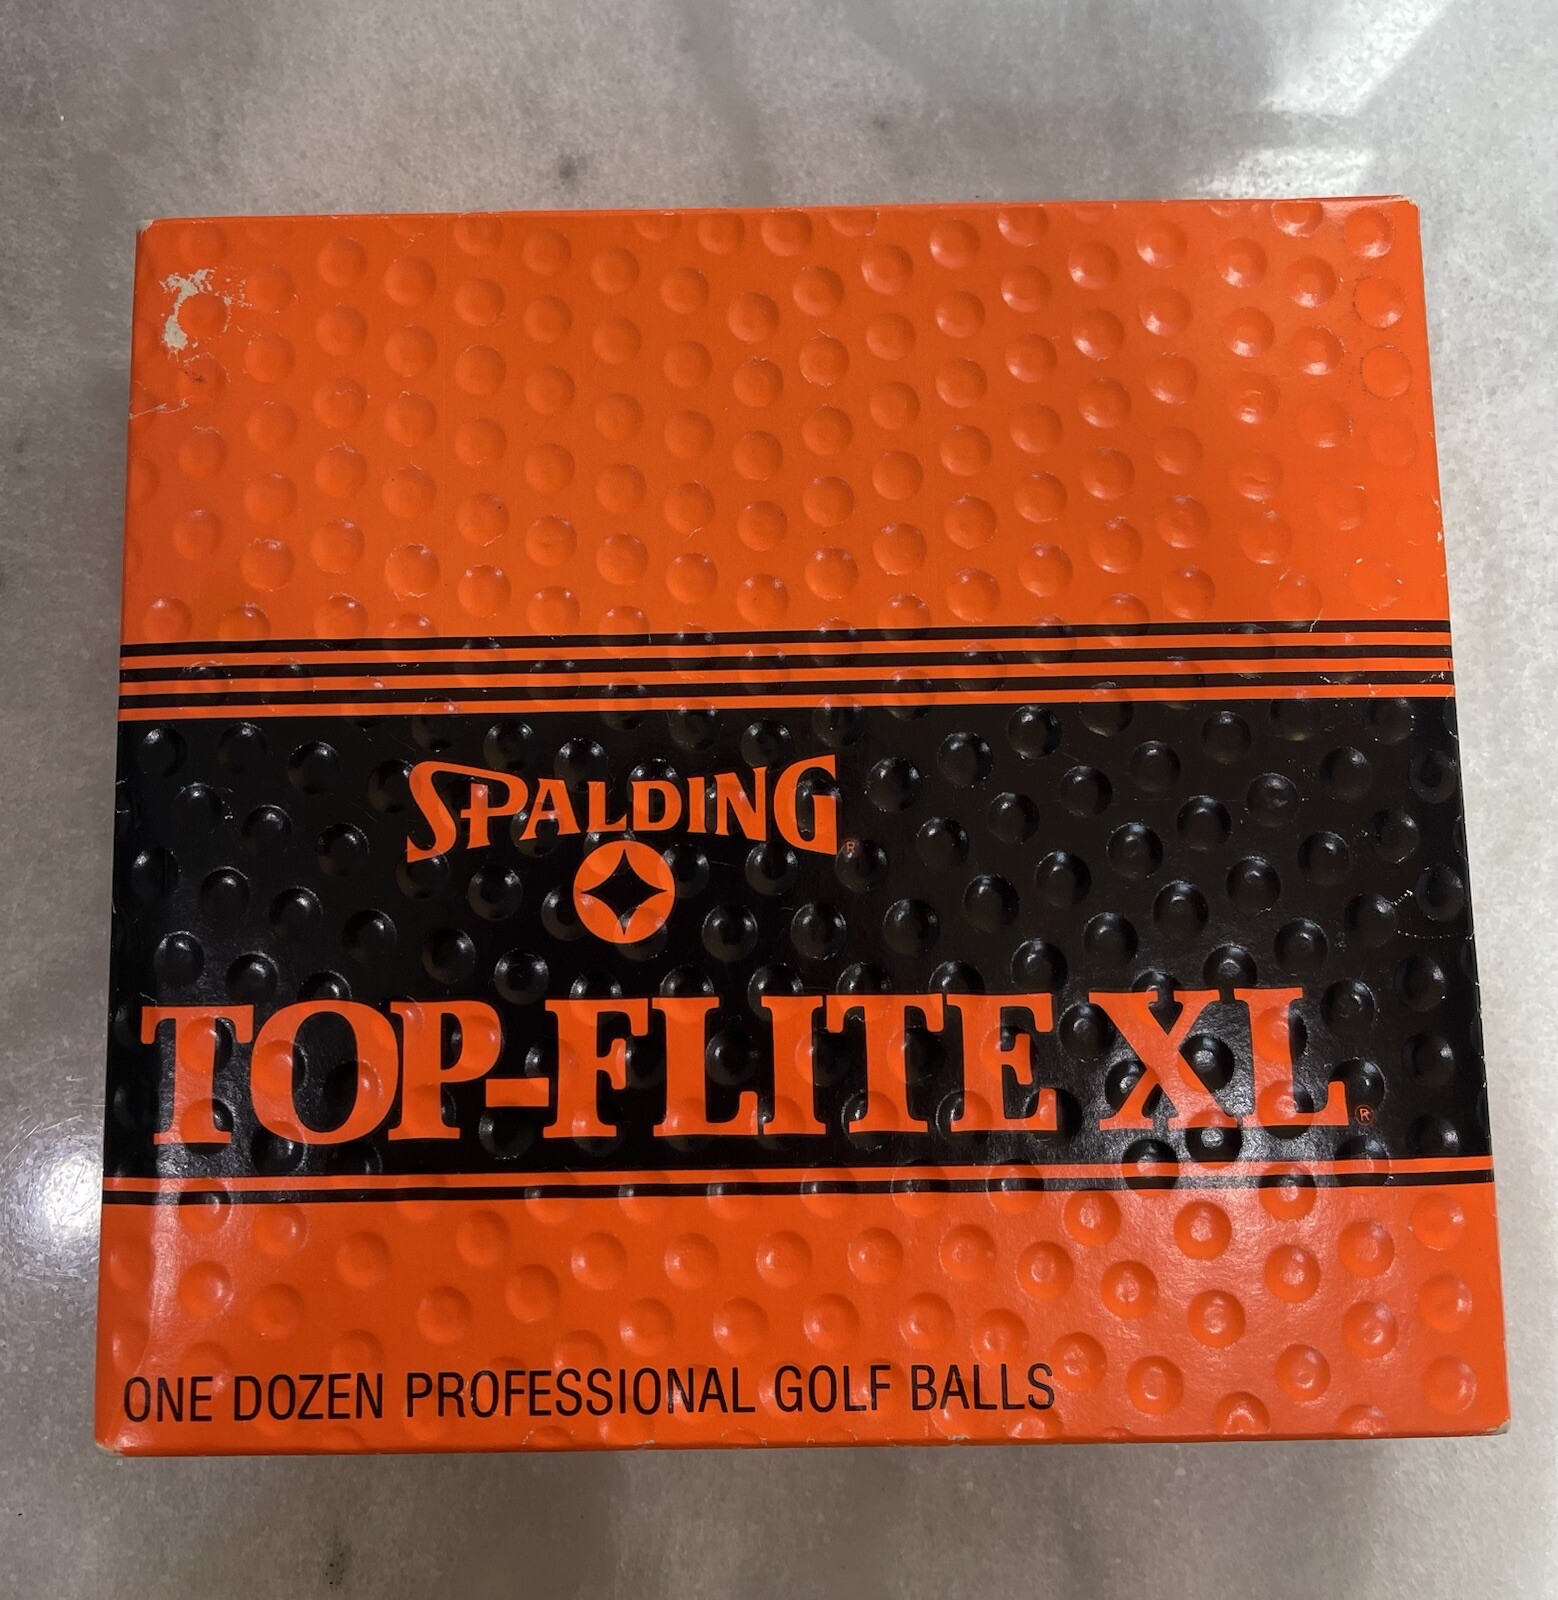 SPALDING®
TOP-FLITE XL®
ONE DOZEN PROFESSIONAL GOLF BALLS